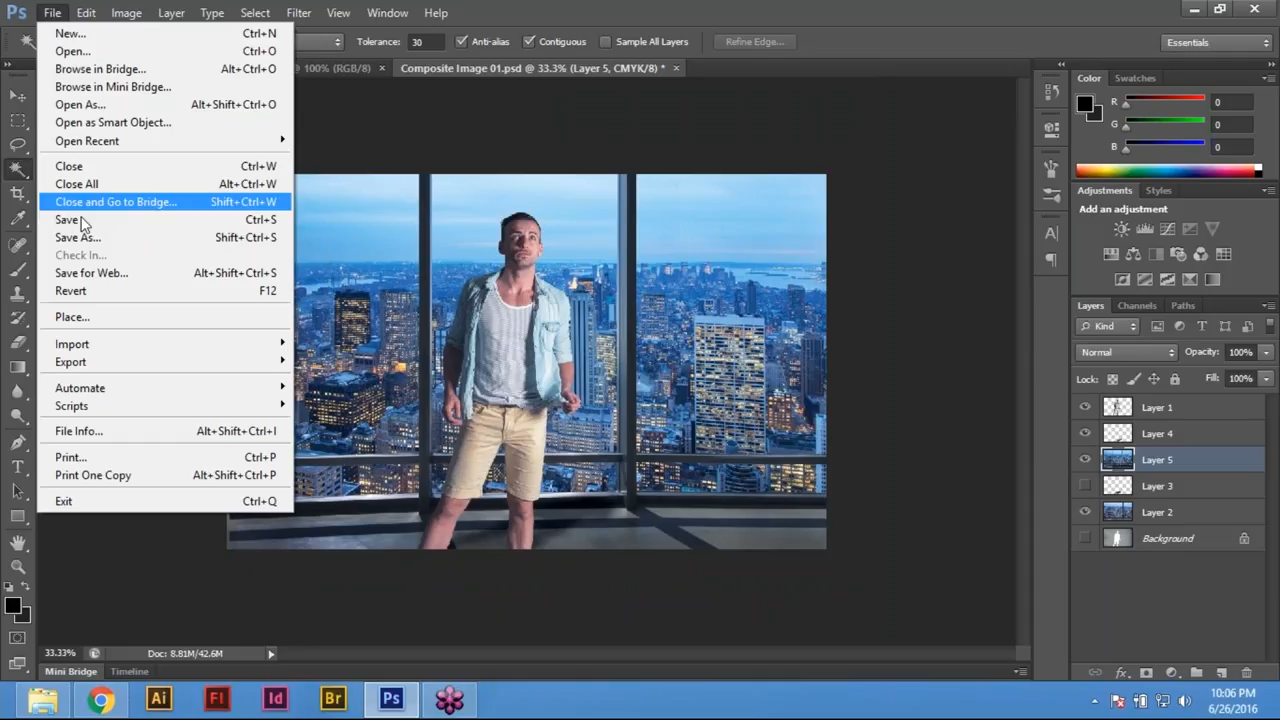 Ps File Edit Image Layer Type Select Filter View Window Help
Tolerance: 30 Anti-alias Contiguous Sample All Layers Refine Edge... Essentials
100% (RGB/8) × Composite Image 01.psd @ 33.3% (Layer 5, CMYK/8) * ×
New... Ctrl+N
Open... Ctrl+O
Browse in Bridge... Alt+Ctrl+O
Browse in Mini Bridge...
Open As... Alt+Shift+Ctrl+O
Open as Smart Object...
Open Recent
Close Ctrl+W
Close All Alt+Ctrl+W
Close and Go to Bridge... Shift+Ctrl+W
Save Ctrl+S
Save As... Shift+Ctrl+S
Check In...
Save for Web... Alt+Shift+Ctrl+S
Revert F12
Place...
Import
Export
Automate
Scripts
File Info... Alt+Shift+Ctrl+I
Print... Ctrl+P
Print One Copy Alt+Shift+Ctrl+P
Exit Ctrl+Q
Color Swatches
R 0
G 0
B 0
Adjustments Styles
Add an adjustment
Layers Channels Paths
Kind
Normal Opacity: 100%
Lock: Fill: 100%
Layer 1
Layer 4
Layer 5
Layer 3
Layer 2
Background
33.33% Doc: 8.81M/42.6M
Mini Bridge Timeline
Ai Fl Id Br Ps
10:06 PM
6/26/2016